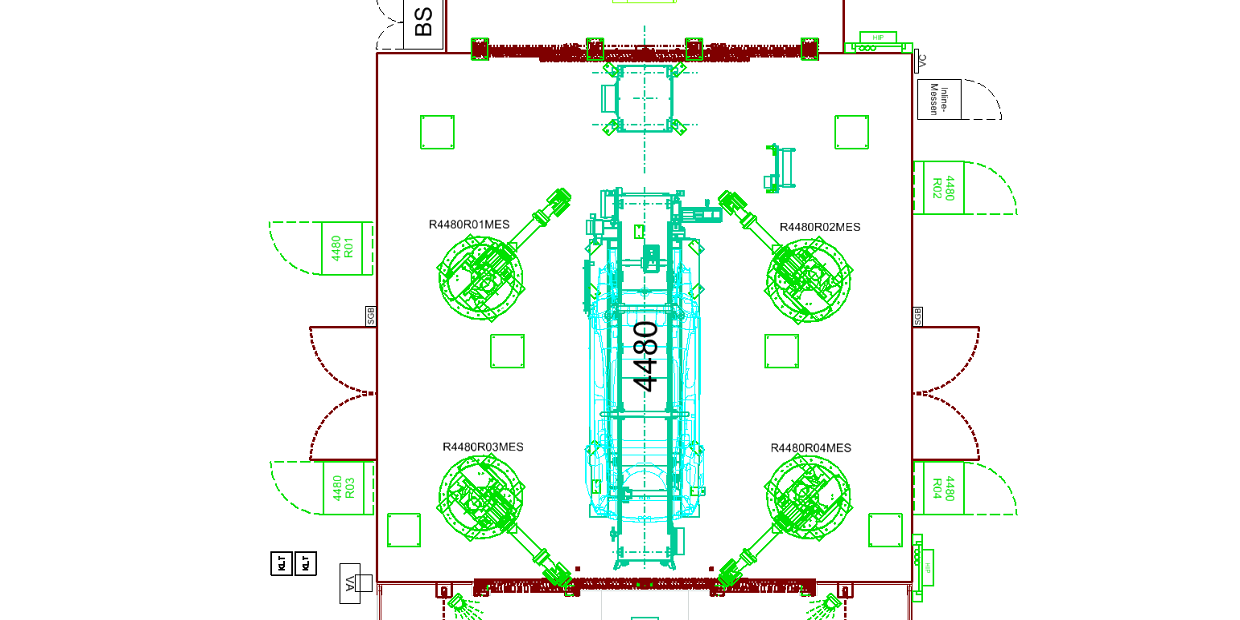 BS
HIP
VC
Inline-
Messen
4480
R02
R4480R01MES
R4480R02MES
4480
R01
SGB
SGB
4480
R4480R03MES
R4480R04MES
4480
R03
4480
R04
KLT
KLT
VA
HIP